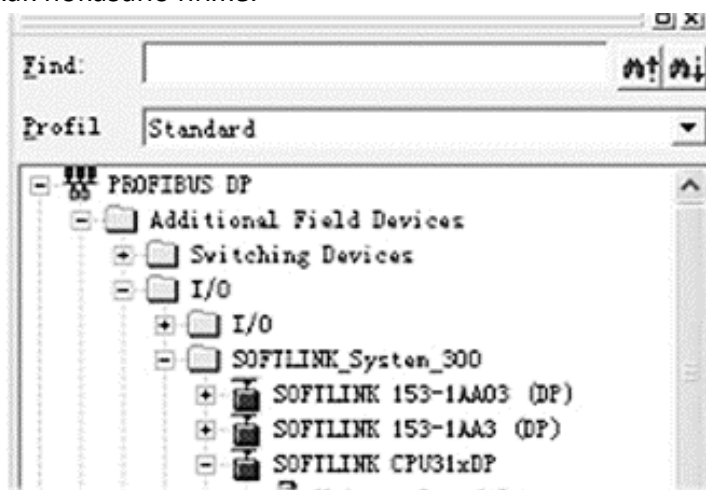 Find:
Profil Standard
PROFIBUS DP
Additional Field Devices
Switching Devices
I/O
I/O
SOFTLINK_System_300
SOFTLINK 153-1AA03 (DP)
SOFTLINK 153-1AA3 (DP)
SOFTLINK CPU31xDP